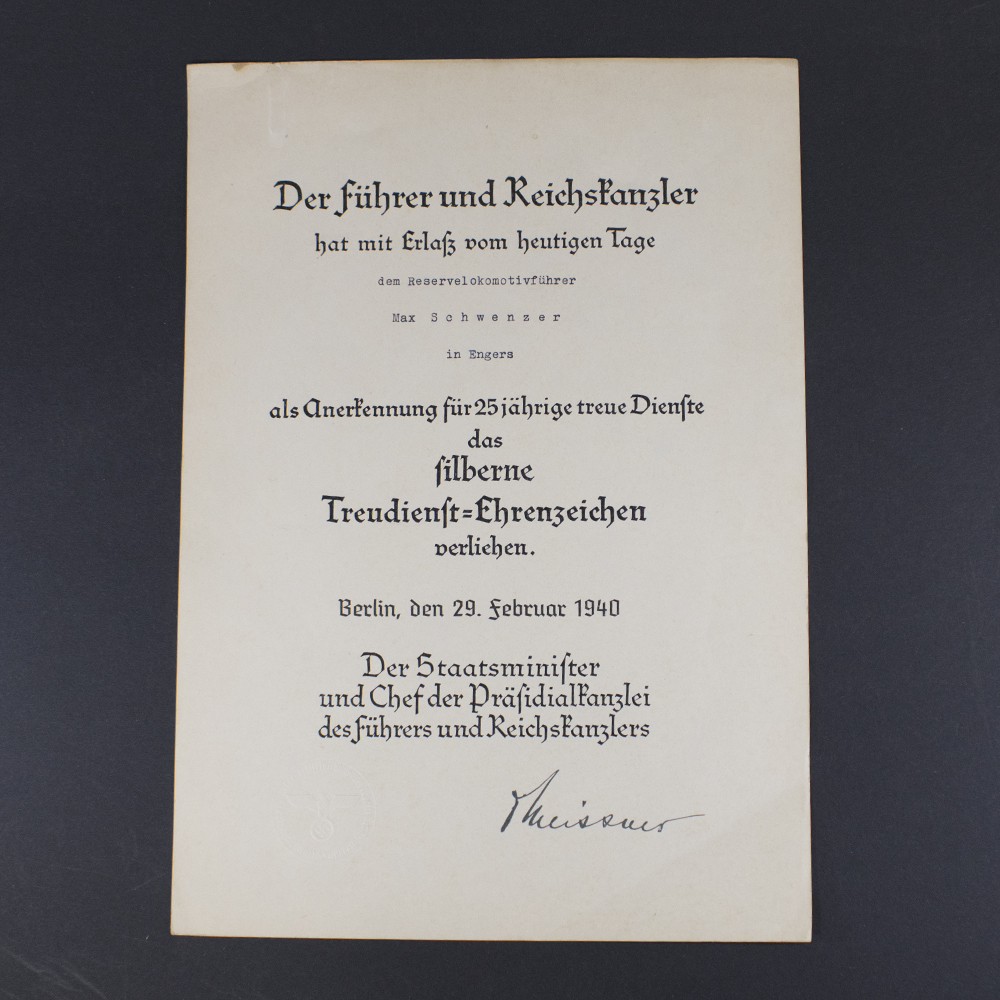 Der Führer und Reichskanzler
hat mit Erlaß vom heutigen Tage
dem Reservelokomotivführer
Max Schwenzer
in Engers
als Anerkennung für 25 jährige treue Dienste
das
silberne
Treudienst=Ehrenzeichen
verliehen.
Berlin, den 29. Februar 1940
Der Staatsminister
und Chef der Präsidialkanzlei
des Führers und Reichskanzlers
Meissner